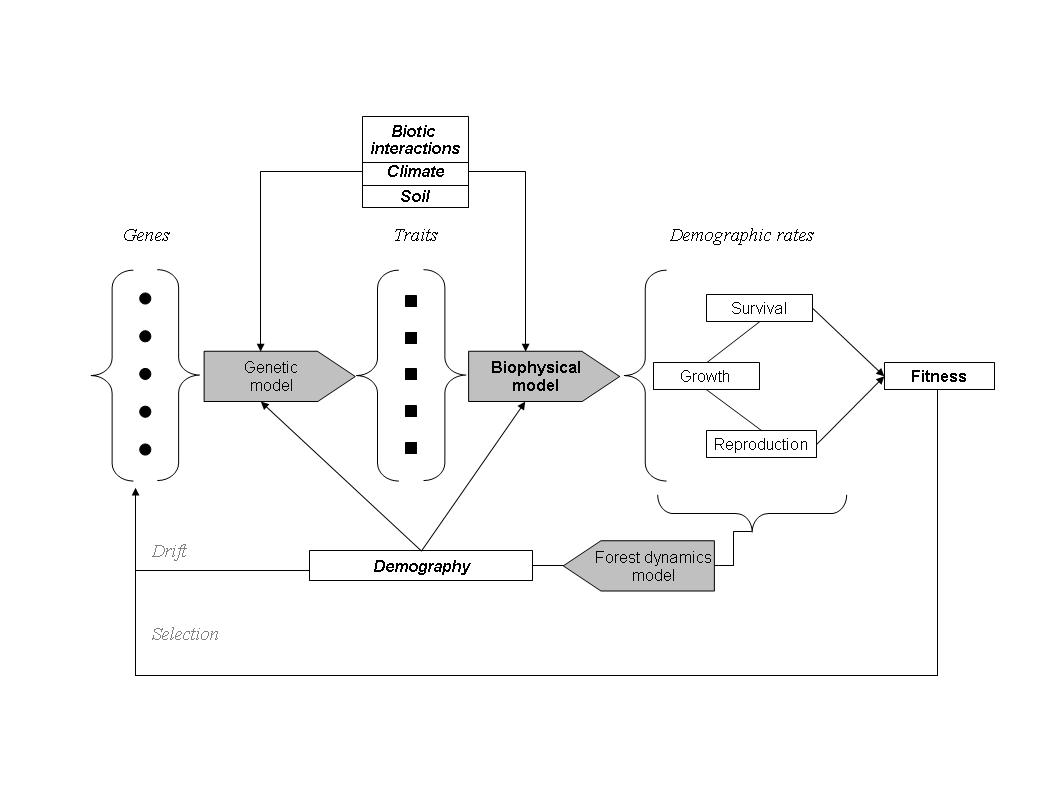 Biotic
interactions
Climate
Soil
Genes
Traits
Demographic rates
Survival
Genetic
model
Biophysical
model
Growth
Fitness
Reproduction
Drift
Demography
Forest dynamics
model
Selection